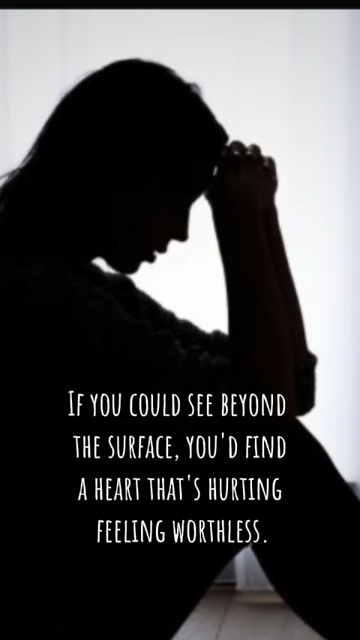 If you could see beyond
the surface, you'd find
a heart that's hurting
feeling worthless.